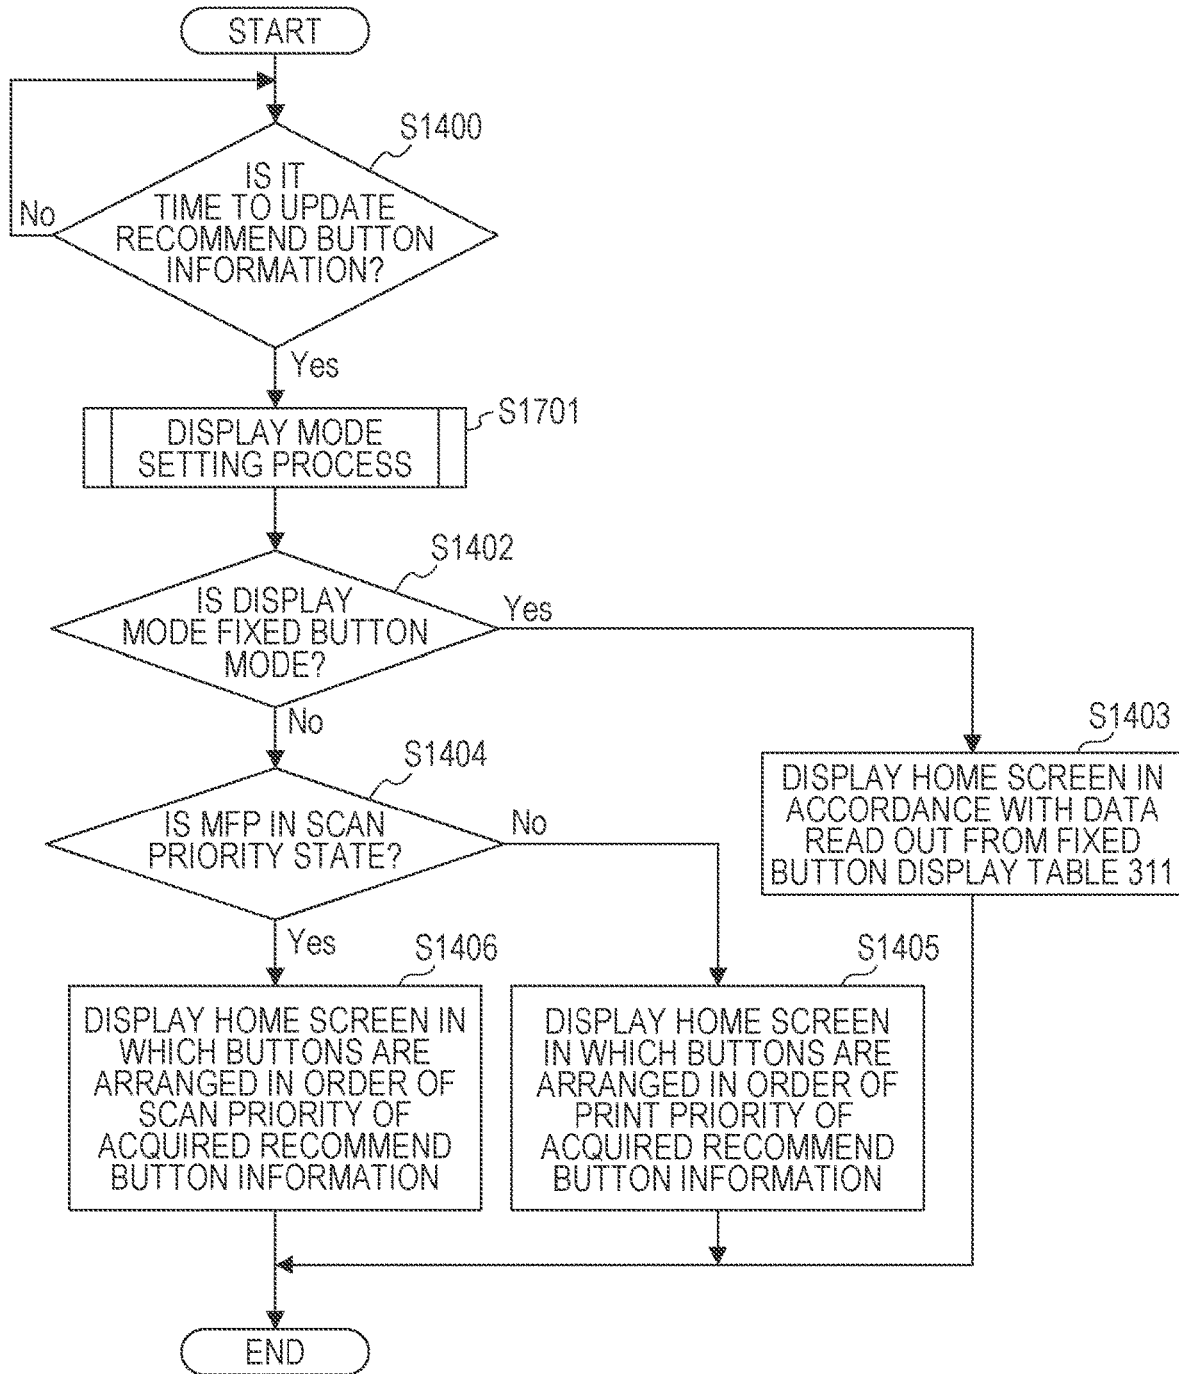 START
S1400
IS IT
TIME TO UPDATE
RECOMMEND BUTTON
INFORMATION?
No
Yes
S1701
DISPLAY MODE
SETTING PROCESS
S1402
IS DISPLAY
MODE FIXED BUTTON
MODE?
Yes
No
S1403
DISPLAY HOME SCREEN IN
ACCORDANCE WITH DATA
READ OUT FROM FIXED
BUTTON DISPLAY TABLE 311
S1404
IS MFP IN SCAN
PRIORITY STATE?
No
Yes
S1406
DISPLAY HOME SCREEN IN
WHICH BUTTONS ARE
ARRANGED IN ORDER OF
SCAN PRIORITY OF
ACQUIRED RECOMMEND
BUTTON INFORMATION
S1405
DISPLAY HOME SCREEN
IN WHICH BUTTONS ARE
ARRANGED IN ORDER OF
PRINT PRIORITY OF
ACQUIRED RECOMMEND
BUTTON INFORMATION
END